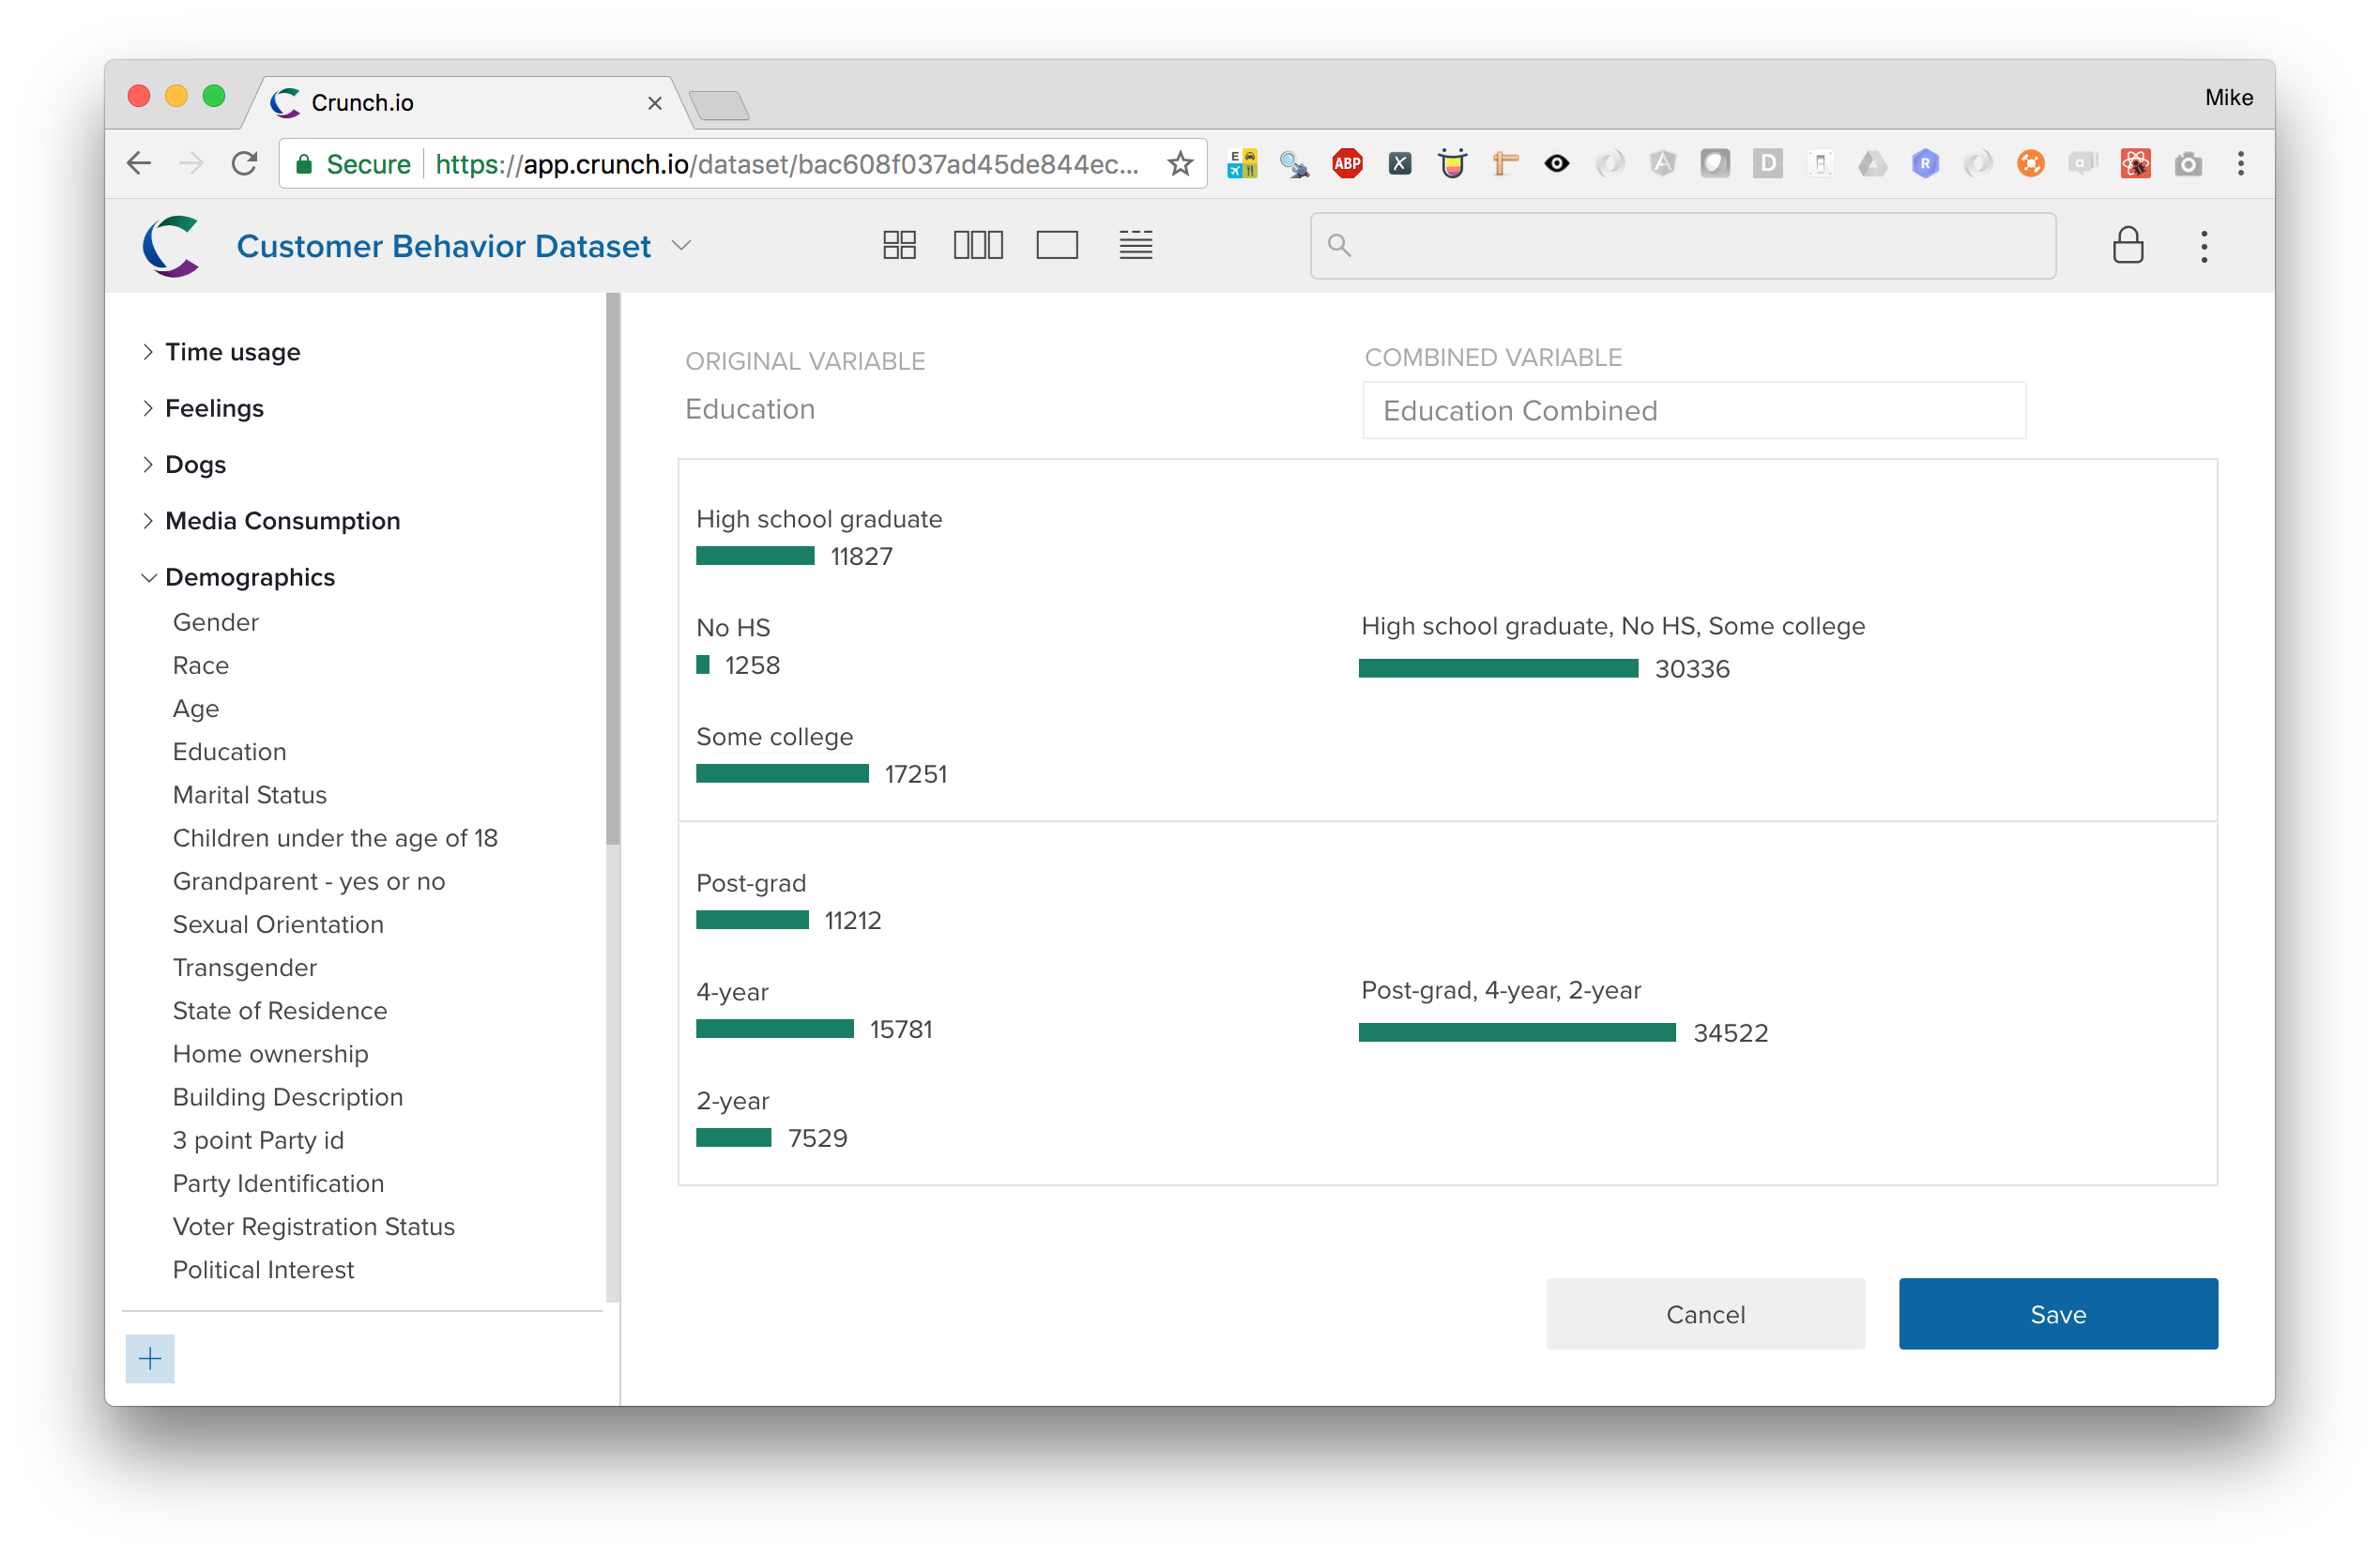 Crunch.io
Mike
Secure https://app.crunch.io/dataset/bac608f037ad45de844ec...
ABP
Customer Behavior Dataset
Time usage
Feelings
Dogs
Media Consumption
Demographics
Gender
Race
Age
Education
Marital Status
Children under the age of 18
Grandparent - yes or no
Sexual Orientation
Transgender
State of Residence
Home ownership
Building Description
3 point Party id
Party Identification
Voter Registration Status
Political Interest
ORIGINAL VARIABLE
Education
COMBINED VARIABLE
Education Combined
High school graduate
11827
No HS
1258
Some college
17251
High school graduate, No HS, Some college
30336
Post-grad
11212
4-year
15781
2-year
7529
Post-grad, 4-year, 2-year
34522
Cancel
Save